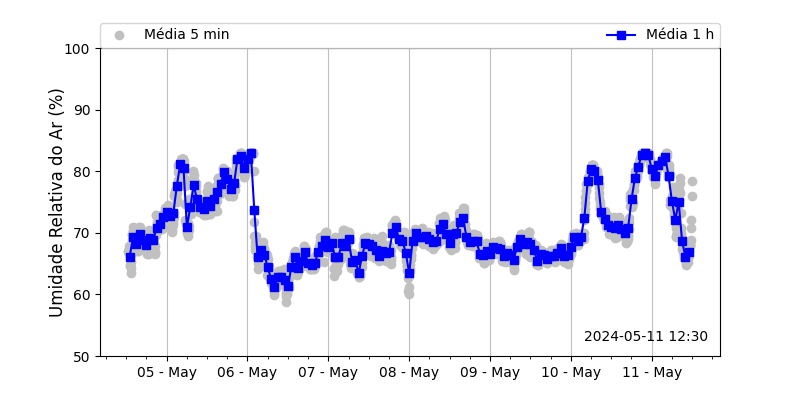 Média 5 min
Média 1 h
Umidade Relativa do Ar (%)
100
90
80
70
60
50
2024-05-11 12:30
05 - May
06 - May
07 - May
08 - May
09 - May
10 - May
11 - May